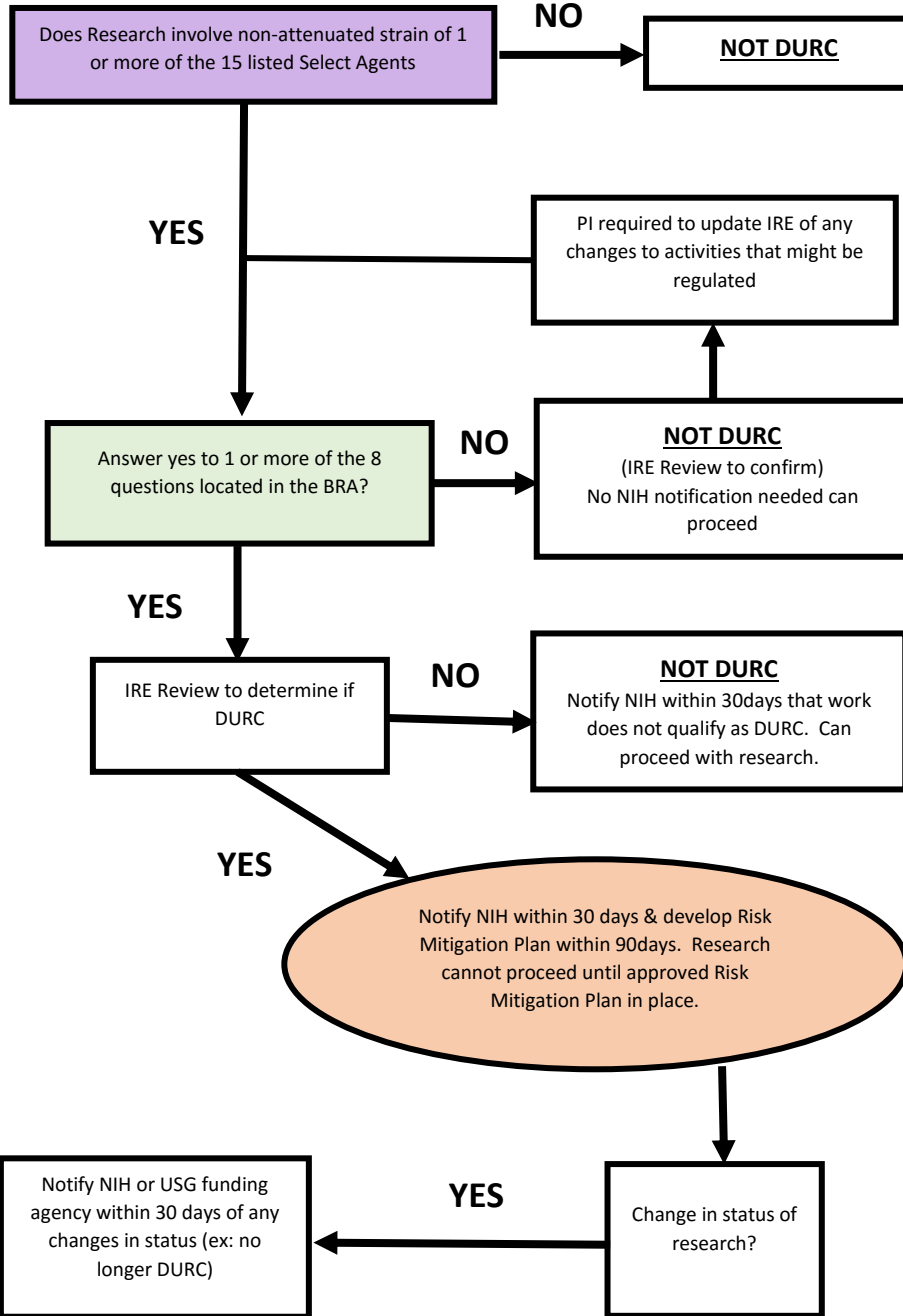 Does Research involve non-attenuated strain of 1
or more of the 15 listed Select Agents
NO
NOT DURC
YES
PI required to update IRE of any
changes to activities that might be
regulated
Answer yes to 1 or more of the 8
questions located in the BRA?
NO
NOT DURC
(IRE Review to confirm)
No NIH notification needed can
proceed
YES
IRE Review to determine if
DURC
NO
NOT DURC
Notify NIH within 30days that work
does not qualify as DURC. Can
proceed with research.
YES
Notify NIH within 30 days & develop Risk
Mitigation Plan within 90days. Research
cannot proceed until approved Risk
Mitigation Plan in place.
Change in status of
research?
YES
Notify NIH or USG funding
agency within 30 days of any
changes in status (ex: no
longer DURC)